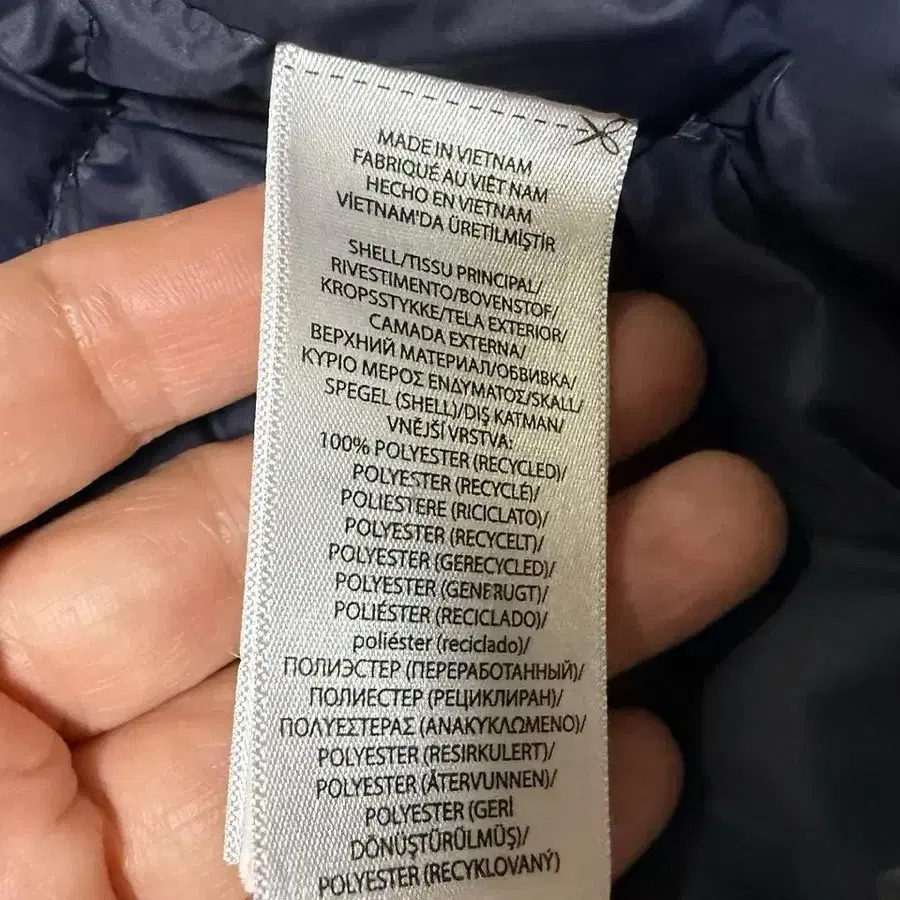 MADE IN VIETNAM
FABRIQUÉ AU VIÊT NAM
HECHO EN VIETNAM
VİETNAM'DA ÜRETİLMİŞTİR
SHELL/TISSU PRINCIPAL/
RIVESTIMENTO/BOVENSTOF/
KROPSSTYKKE/TELA EXTERIOR/
CAMADA EXTERNA/
ВЕРХНИЙ МАТЕРИАЛ/ОБВИВКА/
ΚΥΡΙΟ ΜΕΡΟΣ ΕΝΔΥΜΑΤΟΣ/SKALL/
SPEGEL (SHELL)/DIŞ KATMAN/
VNĚJŠÍ VRSTVA:
100% POLYESTER (RECYCLED)/
POLYESTER (RECYCLÉ)/
POLIESTERE (RICICLATO)/
POLYESTER (RECYCELT)/
POLYESTER (GERECYCLED)/
POLYESTER (GENBRUGT)/
POLIÉSTER (RECICLADO)/
poliéster (reciclado)/
ПОЛИЭСТЕР (ПЕРЕРАБОТАННЫЙ)/
ПОЛИЕСТЕР (РЕЦИКЛИРАН)/
ΠΟΛΥΕΣΤΕΡΑΣ (ΑΝΑΚΥΚΛΩΜΕΝΟ)/
POLYESTER (RESIRKULERT)/
POLYESTER (ÅTERVUNNEN)/
POLYESTER (GERİ
DÖNÜŞTÜRÜLMÜŞ)/
POLYESTER (RECYKLOVANÝ)